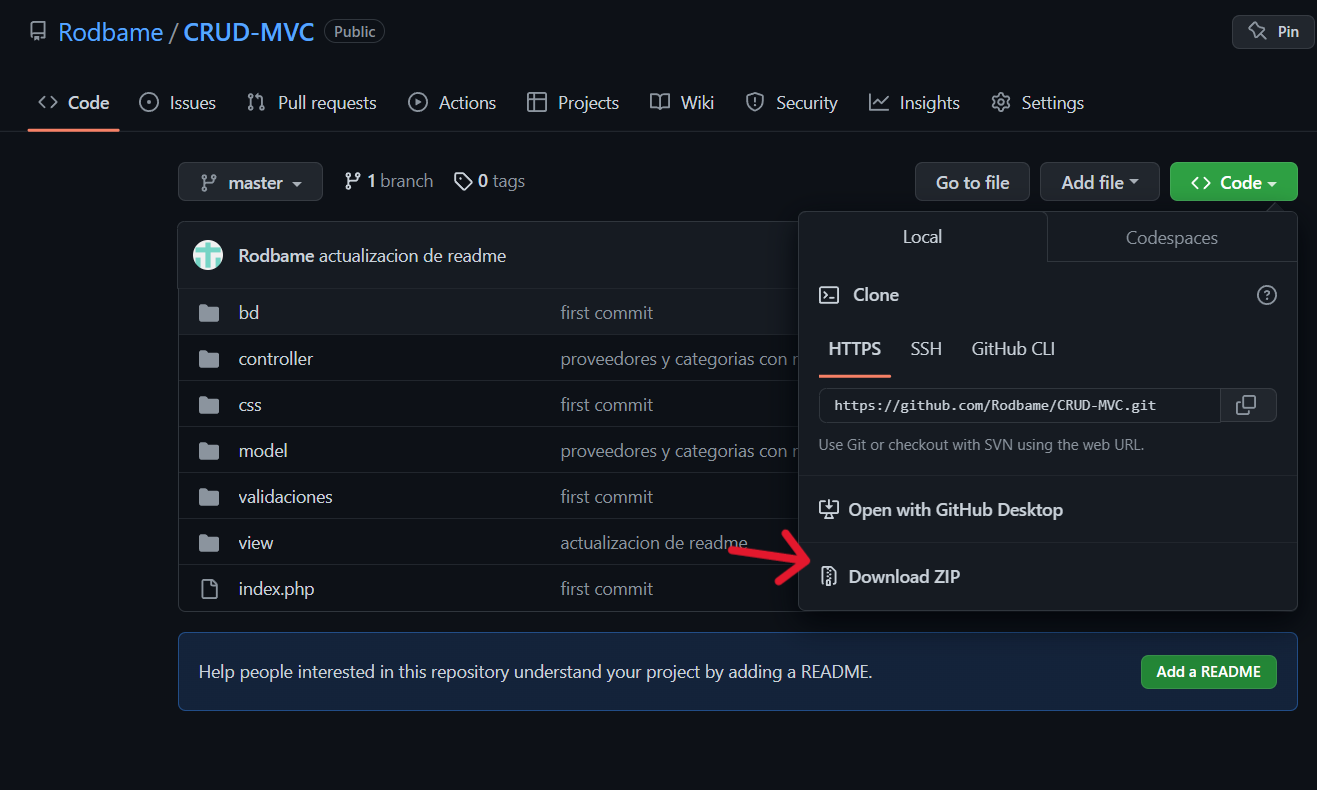 Rodbame / CRUD-MVC Public Pin
Code Issues Pull requests Actions Projects Wiki Security Insights Settings
master 1 branch 0 tags Go to file Add file Code
Local Codespaces
Rodbame actualizacion de readme
Clone
bd first commit
HTTPS SSH GitHub CLI
controller proveedores y categorias con
css first commit
https://github.com/Rodbame/CRUD-MVC.git
Use Git or checkout with SVN using the web URL.
model proveedores y categorias con
validaciones first commit
Open with GitHub Desktop
view actualizacion de readme
Download ZIP
index.php first commit
Help people interested in this repository understand your project by adding a README. Add a README